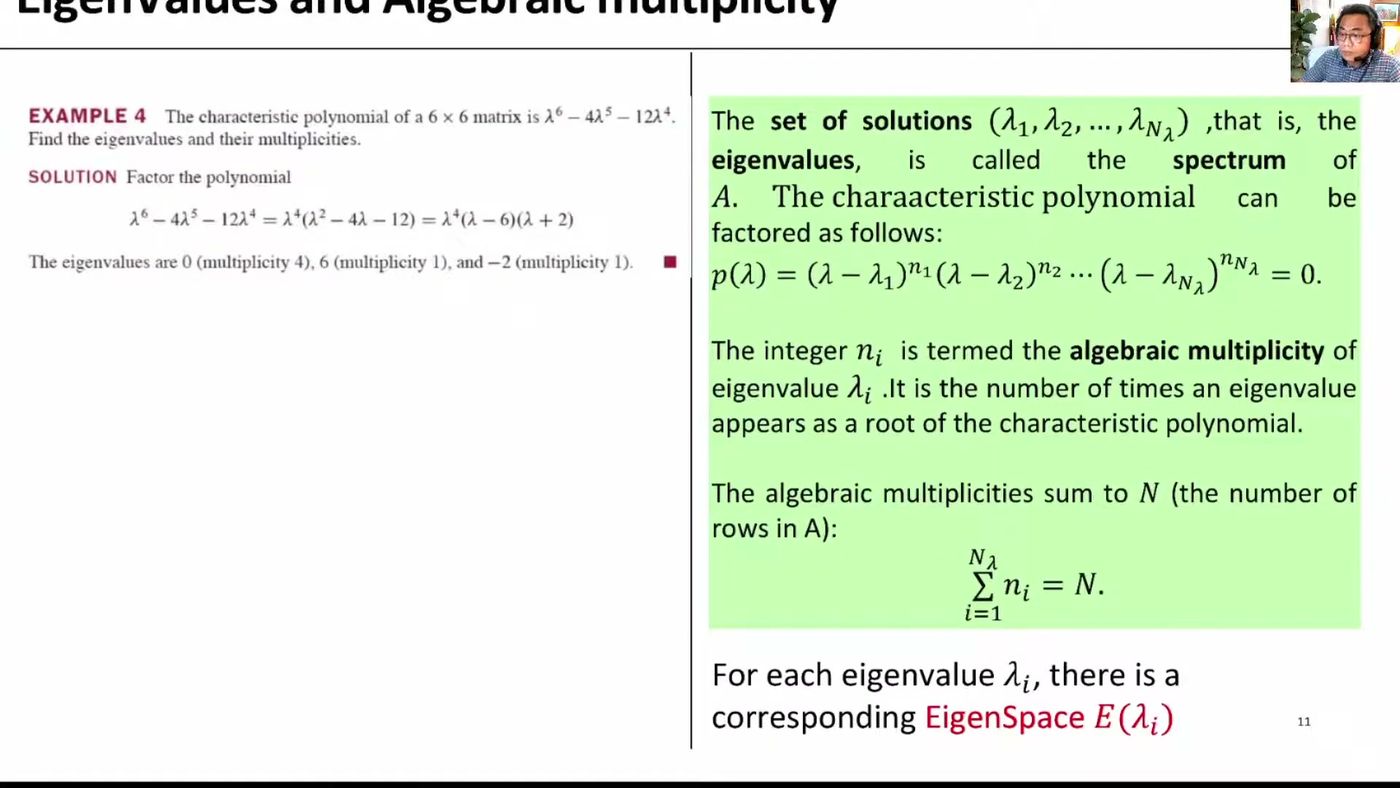 Eigenvalues and Algebraic multiplicity
EXAMPLE 4 The characteristic polynomial of a 6 × 6 matrix is λ⁶ − 4λ⁵ − 12λ⁴.
Find the eigenvalues and their multiplicities.
SOLUTION Factor the polynomial
λ⁶ − 4λ⁵ − 12λ⁴ = λ⁴(λ² − 4λ − 12) = λ⁴(λ − 6)(λ + 2)
The eigenvalues are 0 (multiplicity 4), 6 (multiplicity 1), and −2 (multiplicity 1). ■
The set of solutions (λ₁, λ₂, …, λ_{N_λ}) ,that is, the
eigenvalues, is called the spectrum of
A. The charaacteristic polynomial can be
factored as follows:
p(λ) = (λ − λ₁)^{n₁}(λ − λ₂)^{n₂} ⋯ (λ − λ_{N_λ})^{n_{N_λ}} = 0.
The integer nᵢ is termed the algebraic multiplicity of
eigenvalue λᵢ .It is the number of times an eigenvalue
appears as a root of the characteristic polynomial.
The algebraic multiplicities sum to N (the number of
rows in A):
∑_{i=1}^{N_λ} nᵢ = N.
For each eigenvalue λᵢ, there is a
corresponding EigenSpace E(λᵢ)
11